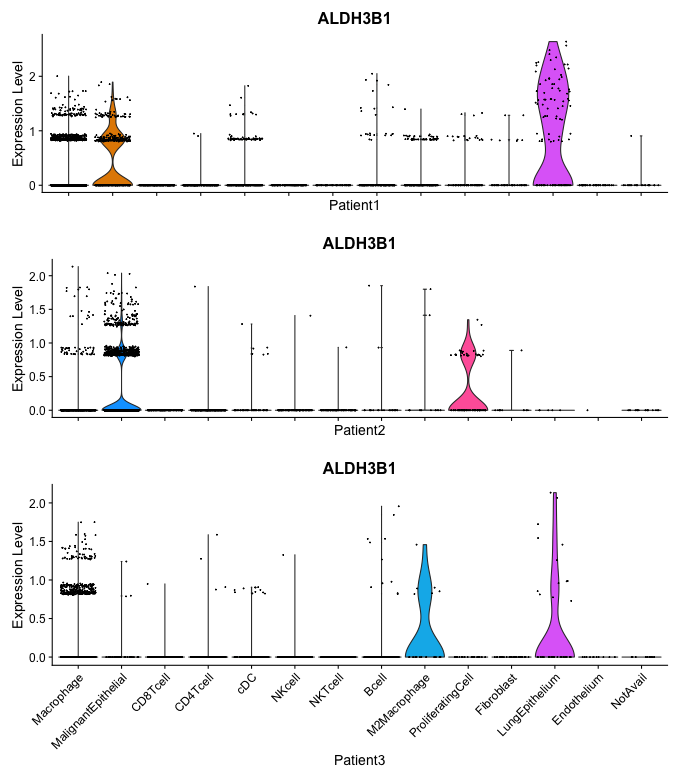 ALDH3B1
Expression Level
2
1
0
Patient1
ALDH3B1
Expression Level
2.0
1.5
1.0
0.5
0.0
Patient2
ALDH3B1
Expression Level
2.0
1.5
1.0
0.5
0.0
Macrophage
MalignantEpithelial
CD8Tcell
CD4Tcell
cDC
NKcell
NKTcell
Bcell
M2Macrophage
ProliferatingCell
Fibroblast
LungEpithelium
Endothelium
NotAvail
Patient3